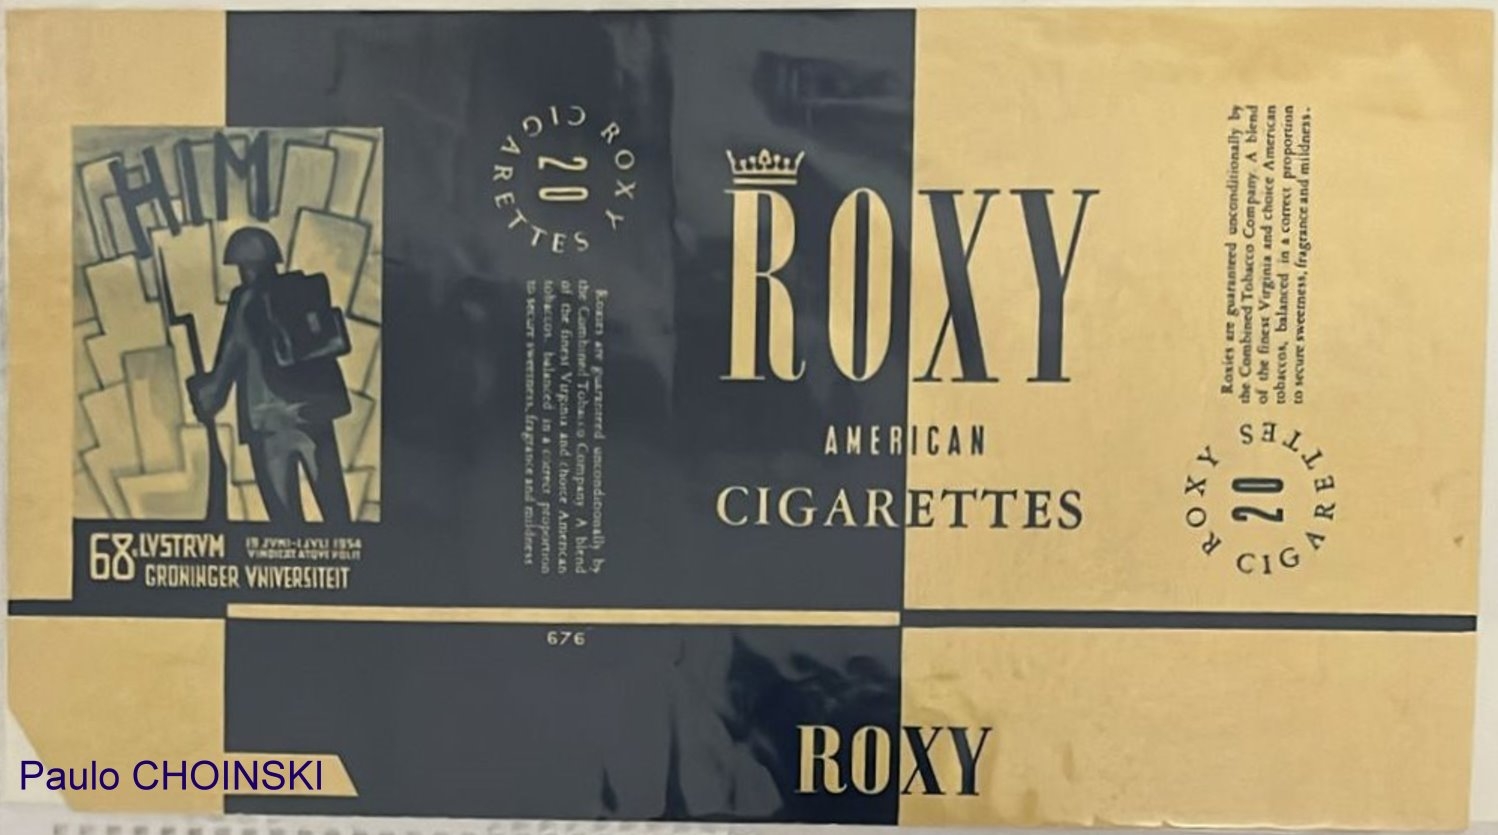 HIM
68e LVSTRVM
19 JVNI-1 JVLI 1954
VINDICAT ATQVE POLIT
GRONINGER VNIVERSITEIT
ROXY
CIGARETTES
20
Roxies are guaranteed unconditionally by
the Combined Tobacco Company. A blend
of the finest Virginia and choice American
tobaccos, balanced in a correct proportion
to secure sweetness, fragrance and mildness
ROXY
AMERICAN
CIGARETTES
Roxies are guaranteed unconditionally by
the Combined Tobacco Company. A blend
of the finest Virginia and choice American
tobaccos, balanced in a correct proportion
to secure sweetness, fragrance and mildness.
ROXY
CIGARETTES
20
676
ROXY
Paulo CHOINSKI